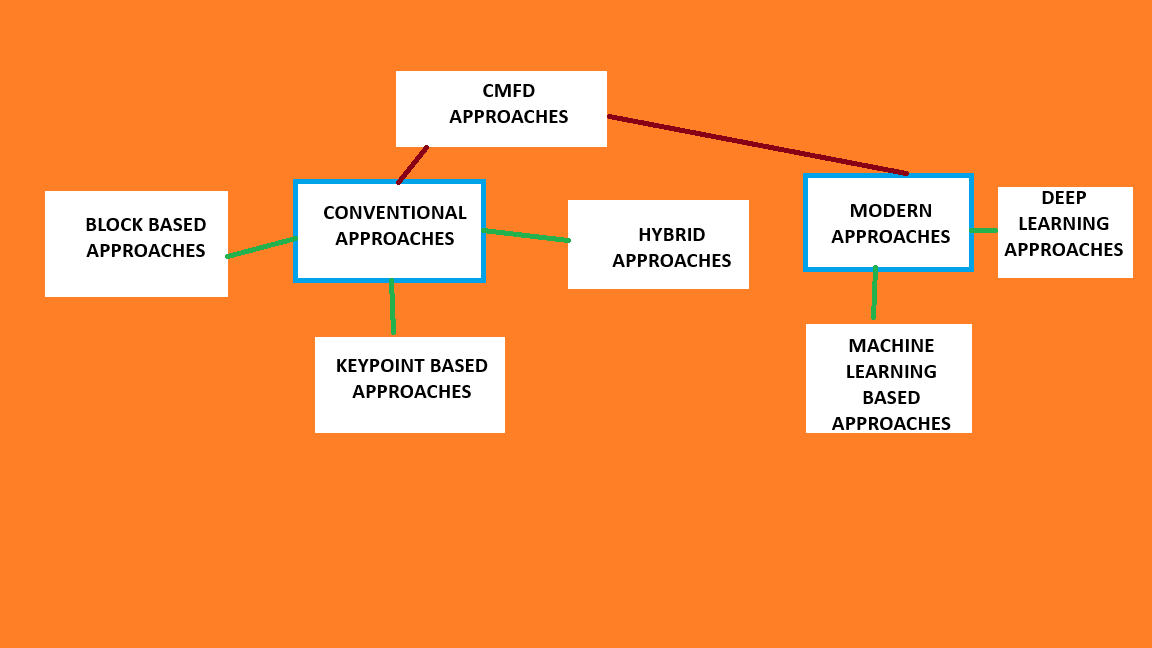 CMFD
APPROACHES
BLOCK BASED
APPROACHES
CONVENTIONAL
APPROACHES
HYBRID
APPROACHES
MODERN
APPROACHES
DEEP
LEARNING
APPROACHES
KEYPOINT BASED
APPROACHES
MACHINE
LEARNING
BASED
APPROACHES